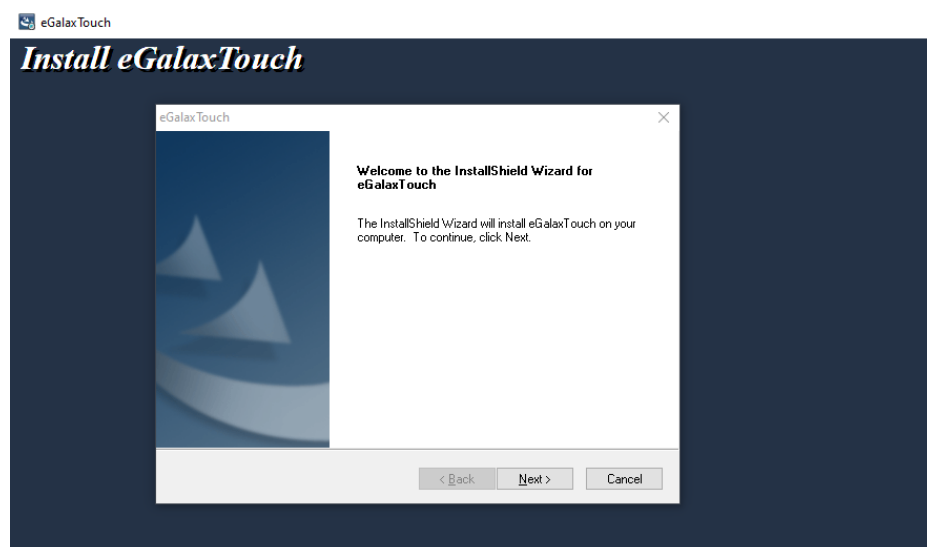 eGalaxTouch
Install eGalaxTouch
eGalaxTouch
Welcome to the InstallShield Wizard for
eGalaxTouch
The InstallShield Wizard will install eGalaxTouch on your
computer. To continue, click Next.
< Back Next > Cancel